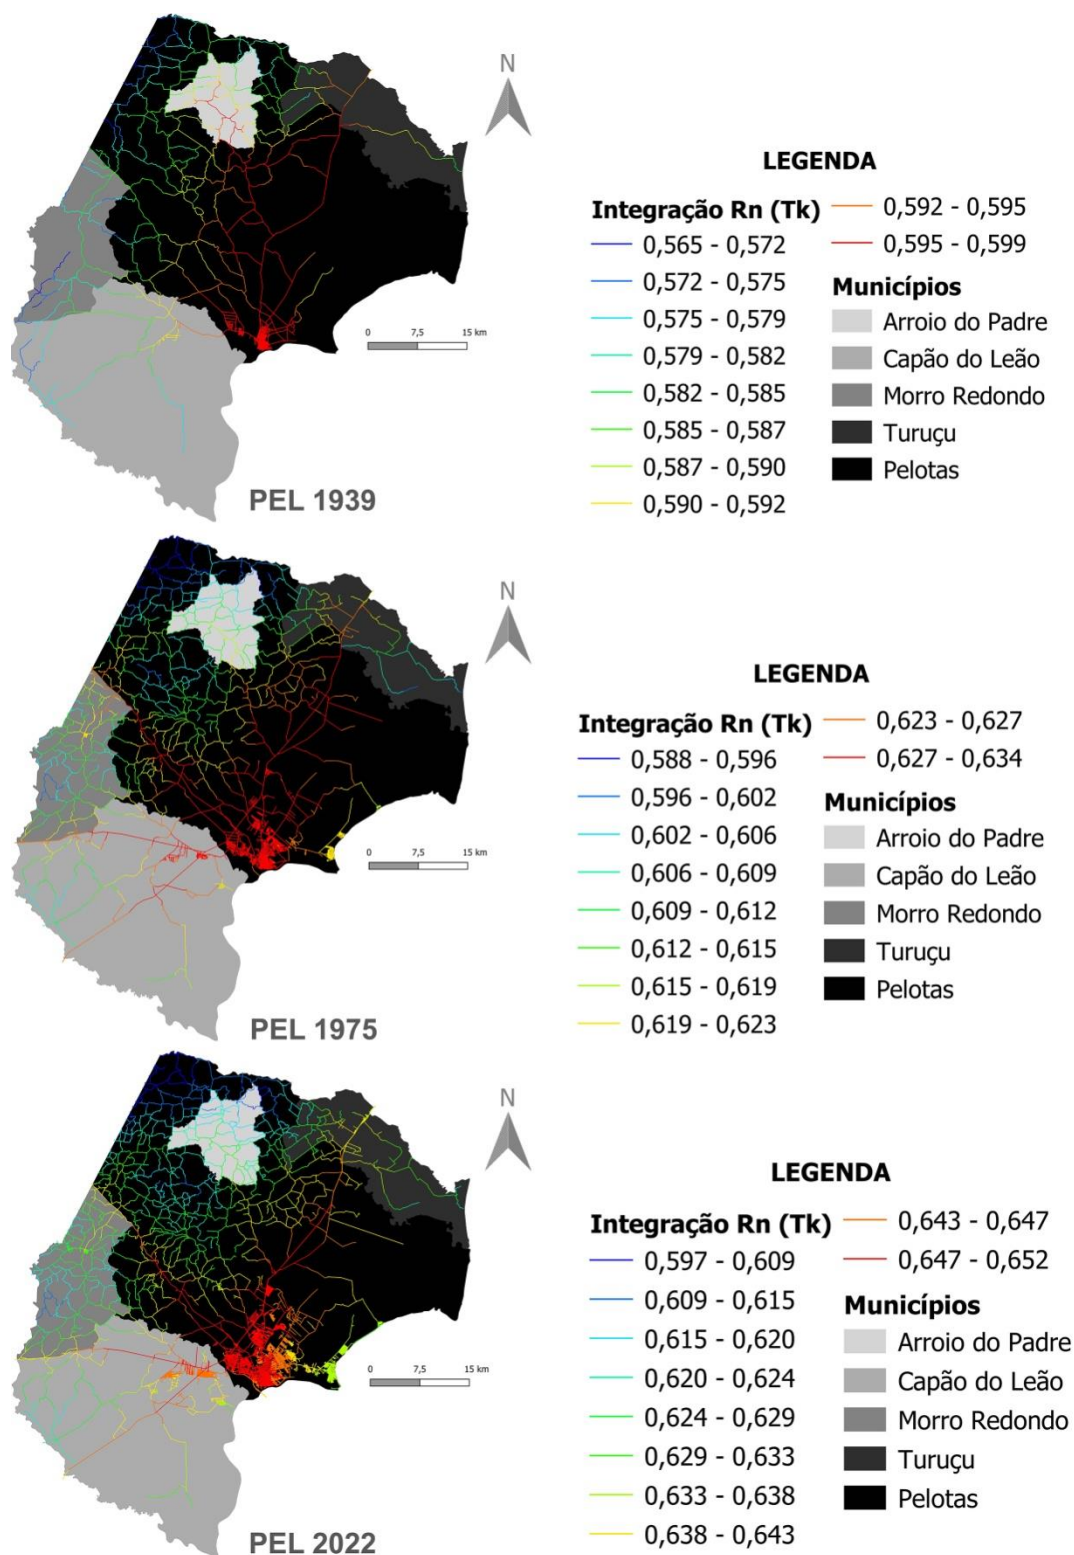 N
0 7,5 15 km
PEL 1939
LEGENDA
Integração Rn (Tk)
0,565 - 0,572
0,572 - 0,575
0,575 - 0,579
0,579 - 0,582
0,582 - 0,585
0,585 - 0,587
0,587 - 0,590
0,590 - 0,592
0,592 - 0,595
0,595 - 0,599
Municípios
Arroio do Padre
Capão do Leão
Morro Redondo
Turuçu
Pelotas
N
0 7,5 15 km
PEL 1975
LEGENDA
Integração Rn (Tk)
0,588 - 0,596
0,596 - 0,602
0,602 - 0,606
0,606 - 0,609
0,609 - 0,612
0,612 - 0,615
0,615 - 0,619
0,619 - 0,623
0,623 - 0,627
0,627 - 0,634
Municípios
Arroio do Padre
Capão do Leão
Morro Redondo
Turuçu
Pelotas
N
0 7,5 15 km
PEL 2022
LEGENDA
Integração Rn (Tk)
0,597 - 0,609
0,609 - 0,615
0,615 - 0,620
0,620 - 0,624
0,624 - 0,629
0,629 - 0,633
0,633 - 0,638
0,638 - 0,643
0,643 - 0,647
0,647 - 0,652
Municípios
Arroio do Padre
Capão do Leão
Morro Redondo
Turuçu
Pelotas